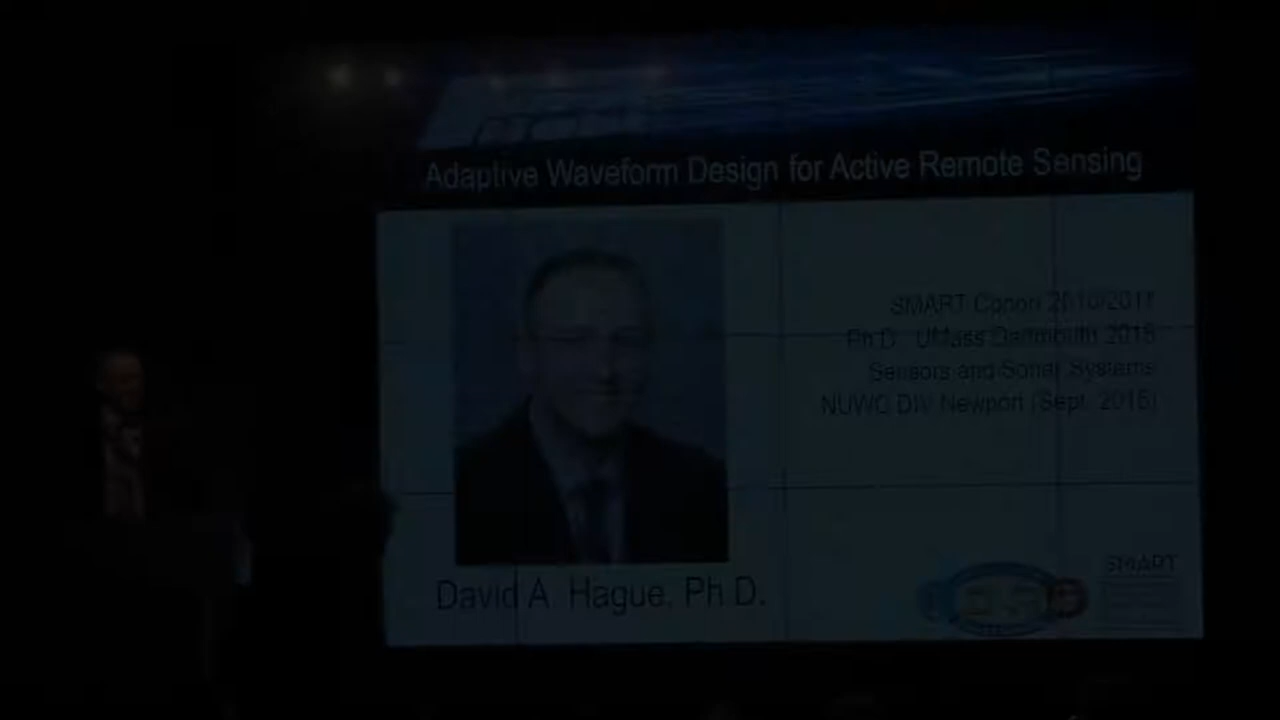 Adaptive Waveform Design for Active Remote Sensing
SMART Cohort 2010/2011
Ph.D. UMass Dartmouth 2015
Sensors and Sonar Systems
NUWC DIV Newport (Sept. 2015)
David A. Hague, Ph.D.
SMART